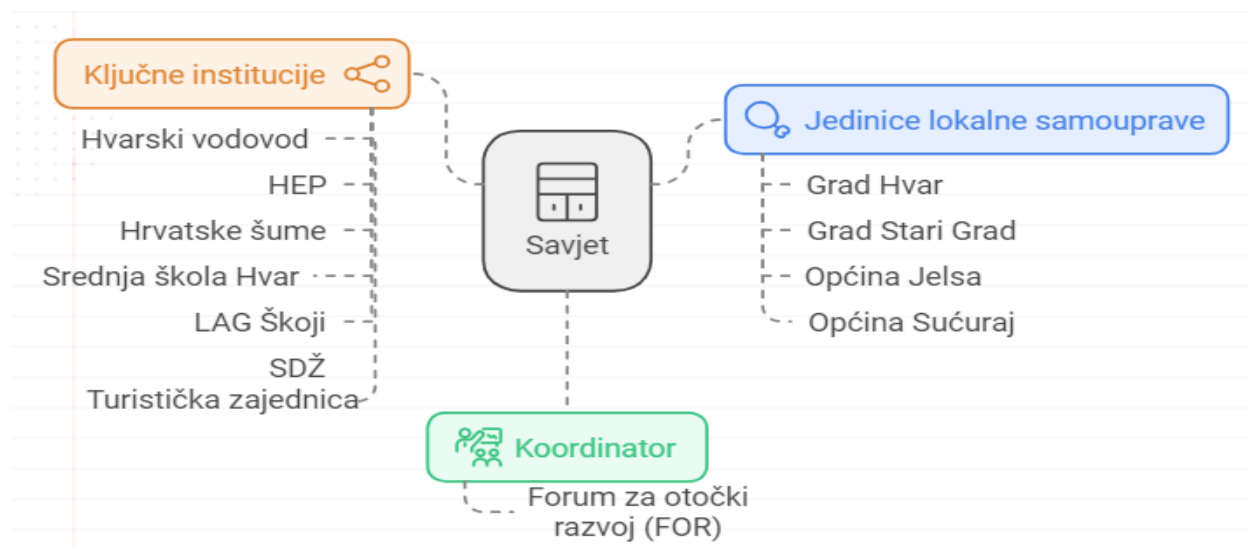 Ključne institucije
Hvarski vodovod
HEP
Hrvatske šume
Srednja škola Hvar
LAG Škoji
SDŽ
Turistička zajednica
Savjet
Jedinice lokalne samouprave
Grad Hvar
Grad Stari Grad
Općina Jelsa
Općina Sućuraj
Koordinator
Forum za otočki
razvoj (FOR)